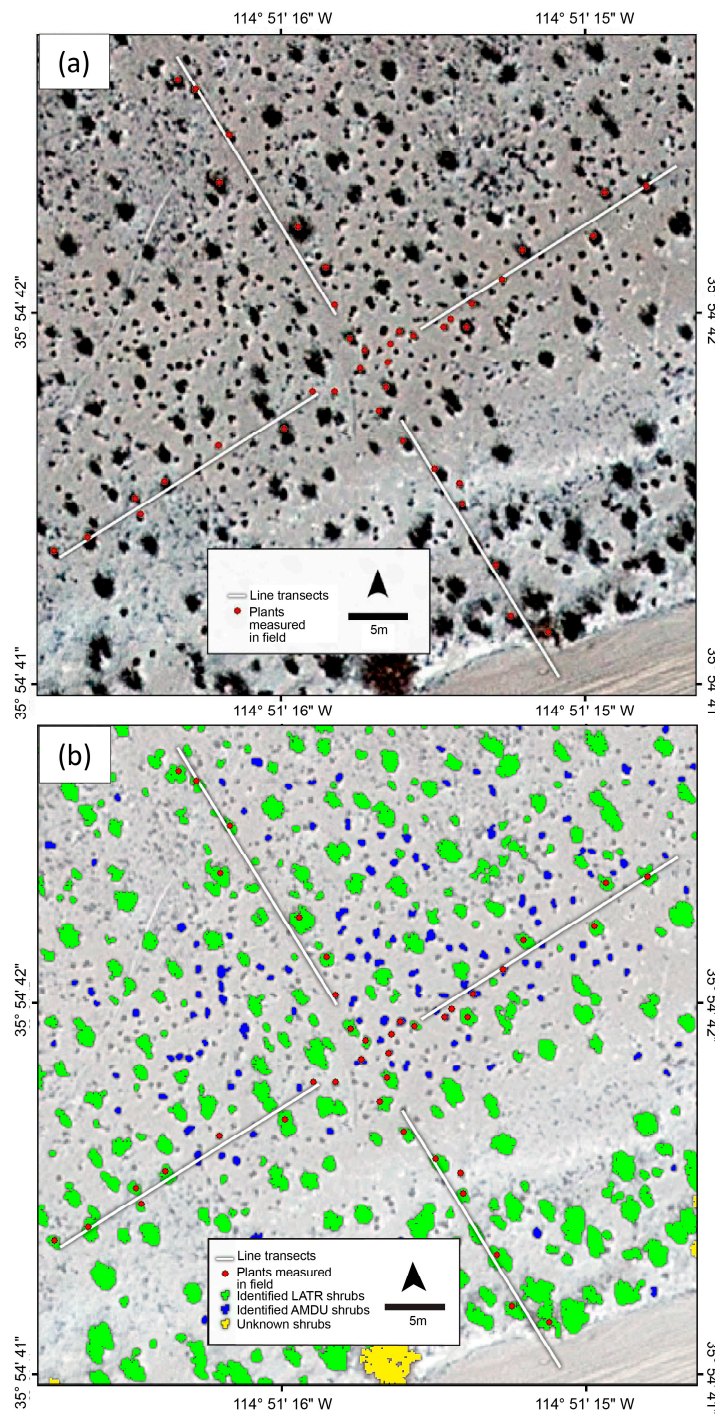 114° 51' 16" W
114° 51' 15" W
(a)
35° 54' 42"
35 54' 42
Line transects
Plants
measured
in field
5m
35° 54' 41"
35 54' 41
114° 51' 16" W
114° 51' 15" W
(b)
35° 54' 42"
35 54' 42
Line transects
Plants measured
in field
Identified LATR shrubs
Identified AMDU shrubs
Unknown shrubs
5m
35° 54' 41"
35 54' 41
114° 51' 16" W
114° 51' 15" W